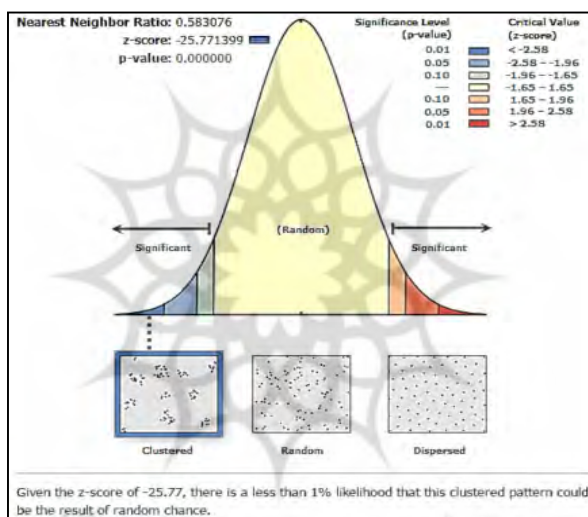 Nearest Neighbor Ratio: 0.583076
z-score: -25.771399
p-value: 0.000000
Significance Level
(p-value)
Critical Value
(z-score)
0.01 < -2.58
0.05 -2.58 - -1.96
0.10 -1.96 - -1.65
— -1.65 - 1.65
0.10 1.65 - 1.96
0.05 1.96 - 2.58
0.01 > 2.58
(Random)
Significant
Significant
Clustered
Random
Dispersed
Given the z-score of -25.77, there is a less than 1% likelihood that this clustered pattern could
be the result of random chance.